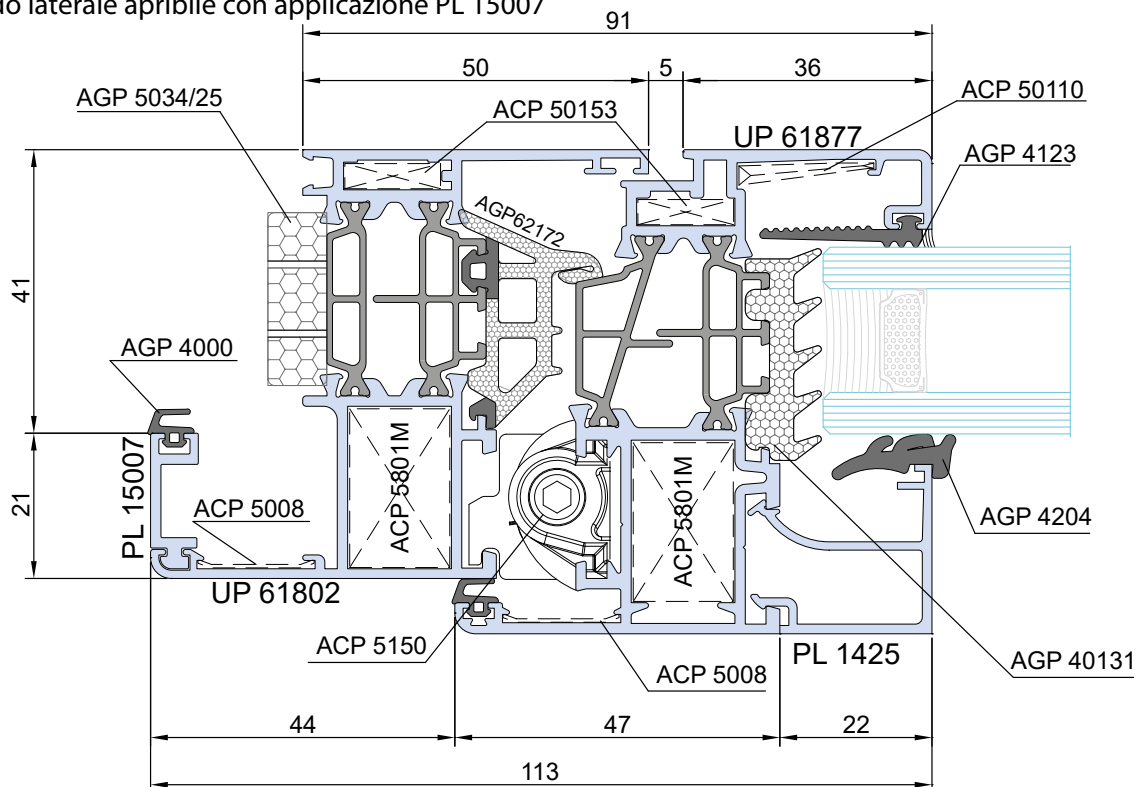 laterale apribile con applicazione PL 15007
91
50
5
36
AGP 5034/25
ACP 50153
ACP 50110
UP 61877
AGP 4123
AGP62172
41
AGP 4000
21
PL 15007
ACP 5008
ACP 5801M
ACP 5801M
AGP 4204
UP 61802
ACP 5150
ACP 5008
PL 1425
AGP 40131
44
47
22
113